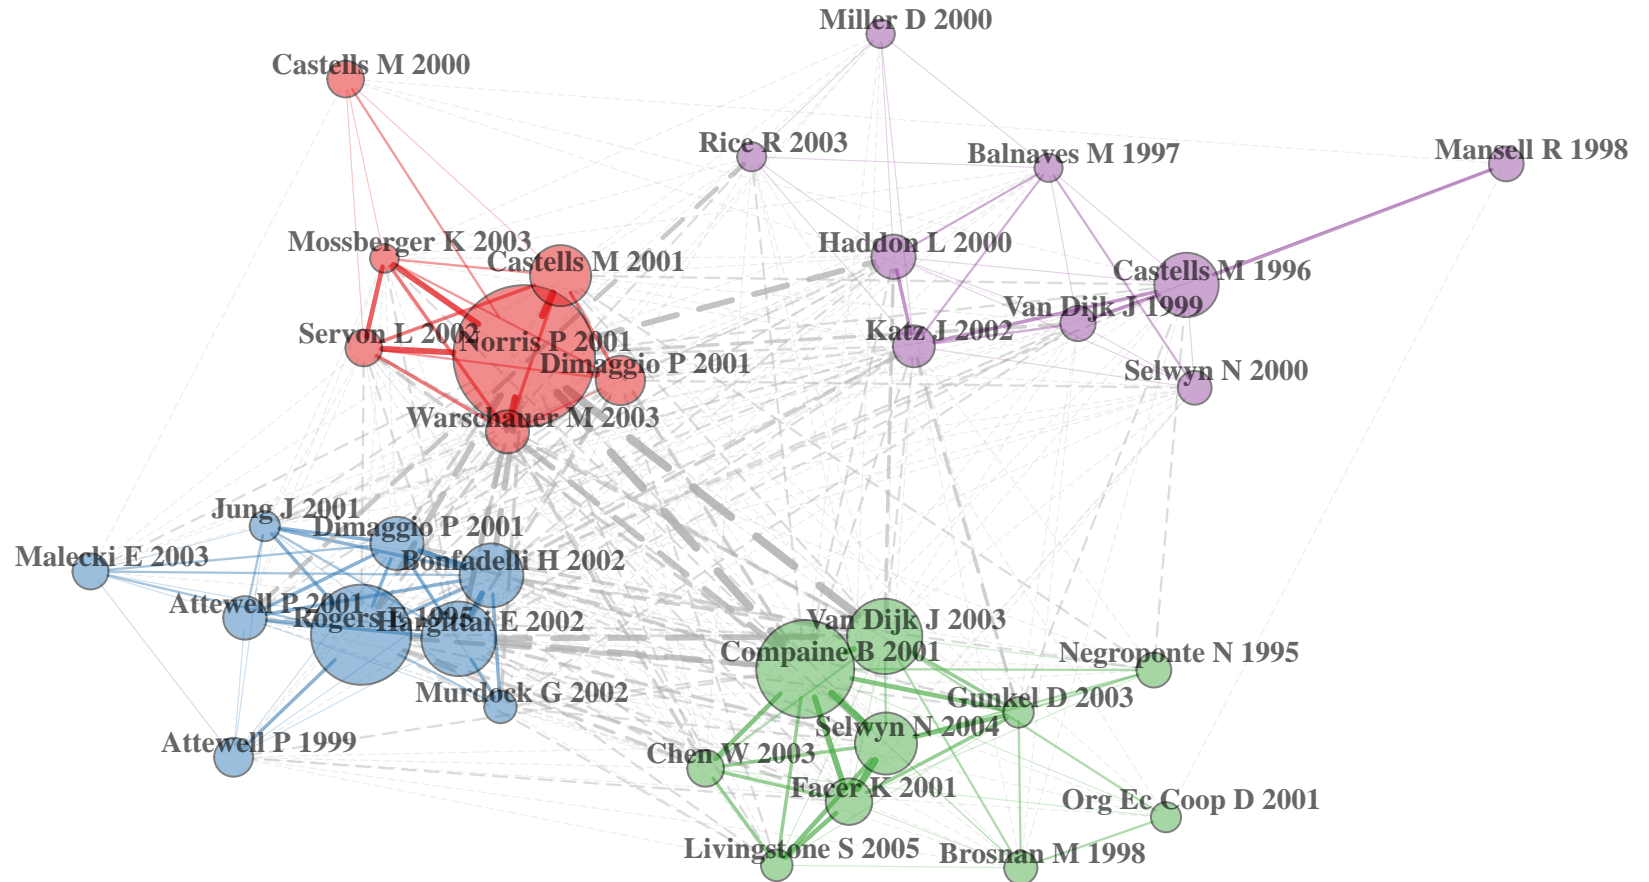 Miller D 2000
Castells M 2000
Rice R 2003
Balnaves M 1997
Mansell R 1998
Mossberger K 2003
Castells M 2001
Haddon L 2000
Castells M 1996
Van Dijk J 1999
Servon L 2002
Norris P 2001
Katz J 2002
Dimaggio P 2001
Selwyn N 2000
Warschauer M 2003
Jung J 2001
Dimaggio P 2001
Malecki E 2003
Bonfadelli H 2002
Attewell P 2001
Rogers E 1995
Hargittai E 2002
Van Dijk J 2003
Compaine B 2001
Negroponte N 1995
Murdock G 2002
Gunkel D 2003
Selwyn N 2004
Attewell P 1999
Chen W 2003
Facer K 2001
Org Ec Coop D 2001
Livingstone S 2005
Brosnan M 1998